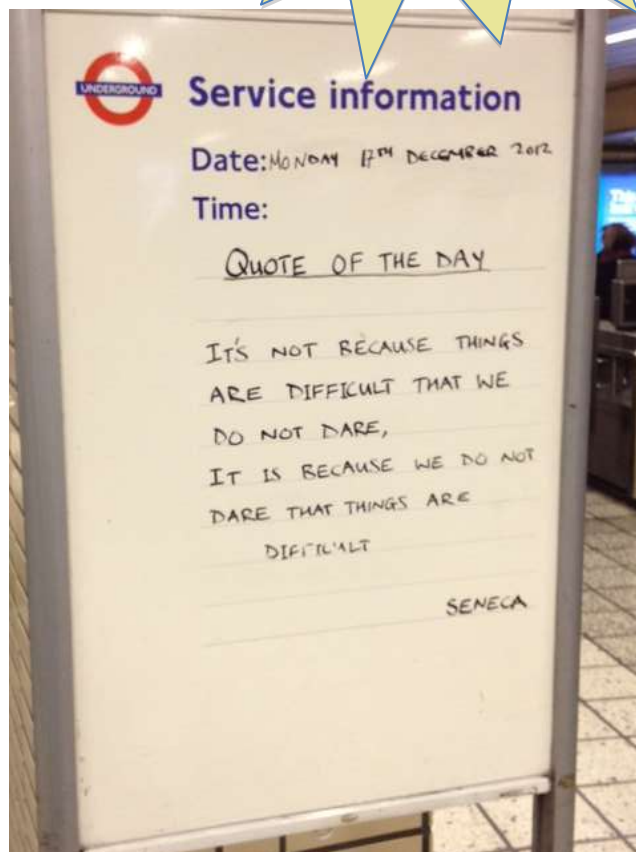 UNDERGROUND
Service information
Date: MONDAY 17TH DECEMBER 2012
Time:
QUOTE OF THE DAY
IT'S NOT BECAUSE THINGS
ARE DIFFICULT THAT WE
DO NOT DARE,
IT IS BECAUSE WE DO NOT
DARE THAT THINGS ARE
DIFFICULT
SENECA